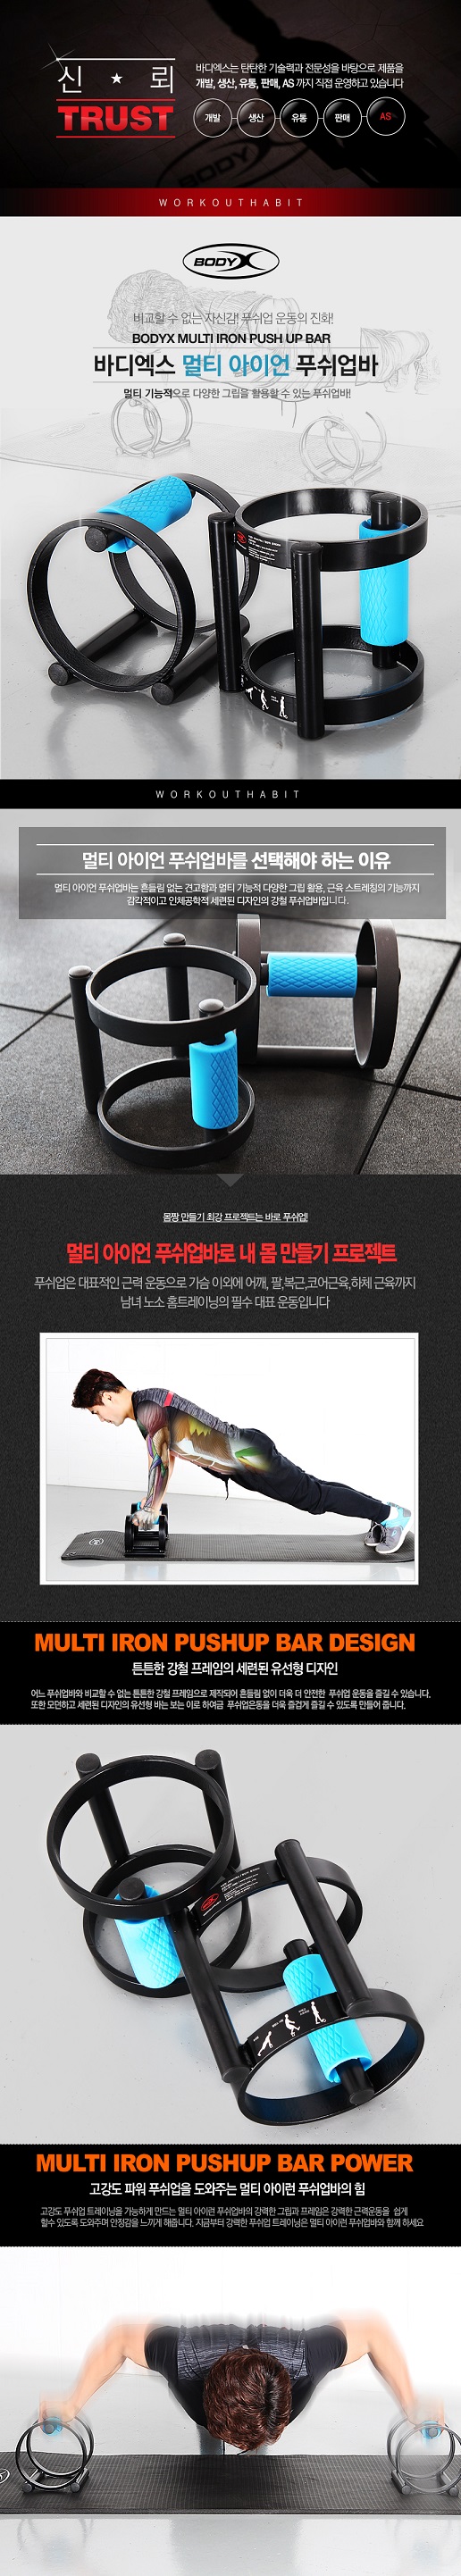 신 ★ 뢰
TRUST
바디엑스는 탄탄한 기술력과 전문성을 바탕으로 제품을
개발, 생산, 유통, 판매, AS 까지 직접 운영하고 있습니다
개발 생산 유통 판매 AS
WORKOUTHABIT
BODYX
비교할 수 없는 자신감! 푸쉬업 운동의 진화!
BODYX MULTI IRON PUSH UP BAR
바디엑스 멀티 아이언 푸쉬업바
멀티 기능적으로 다양한 그립을 활용할 수 있는 푸쉬업바!
WORKOUTHABIT
멀티 아이언 푸쉬업바를 선택해야 하는 이유
멀티 아이언 푸쉬업바는 흔들림 없는 견고함과 멀티 기능적 다양한 그립 활용, 근육 스트레칭의 기능까지
감각적이고 인체공학적 세련된 디자인의 강철 푸쉬업바입니다.
몸짱 만들기 최강 프로젝트는 바로 푸쉬업!
멀티 아이언 푸쉬업바로 내 몸 만들기 프로젝트
푸쉬업은 대표적인 근력 운동으로 가슴 이외에 어깨, 팔,복근,코어근육,하체 근육까지
남녀 노소 홈트레이닝의 필수 대표 운동입니다
MULTI IRON PUSHUP BAR DESIGN
튼튼한 강철 프레임의 세련된 유선형 디자인
어느 푸쉬업바와 비교할 수 없는 튼튼한 강철 프레임으로 제작되어 흔들림 없이 더욱 더 안전한 푸쉬업 운동을 즐길 수 있습니다.
또한 모던하고 세련된 디자인의 유선형 바는 보는 이로 하여금 푸쉬업운동을 더욱 즐겁게 즐길 수 있도록 만들어 줍니다.
MULTI IRON PUSHUP BAR POWER
고강도 파워 푸쉬업을 도와주는 멀티 아이런 푸쉬업바의 힘
고강도 푸쉬업 트레이닝을 가능하게 만드는 멀티 아이런 푸쉬업바의 강력한 그립과 프레임은 강력한 근력운동을 쉽게
할수 있도록 도와주며 안정감을 느끼게 해줍니다. 지금부터 강력한 푸쉬업 트레이닝은 멀티 아이런 푸쉬업바와 함께 하세요